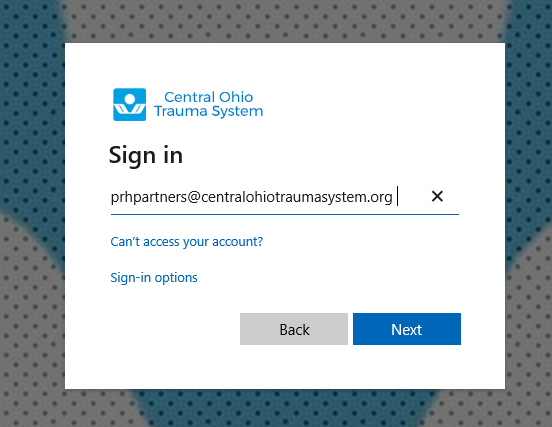 Central Ohio
Trauma System
Sign in
prhpartners@centralohiotraumasystem.org
Can't access your account?
Sign-in options
Back
Next